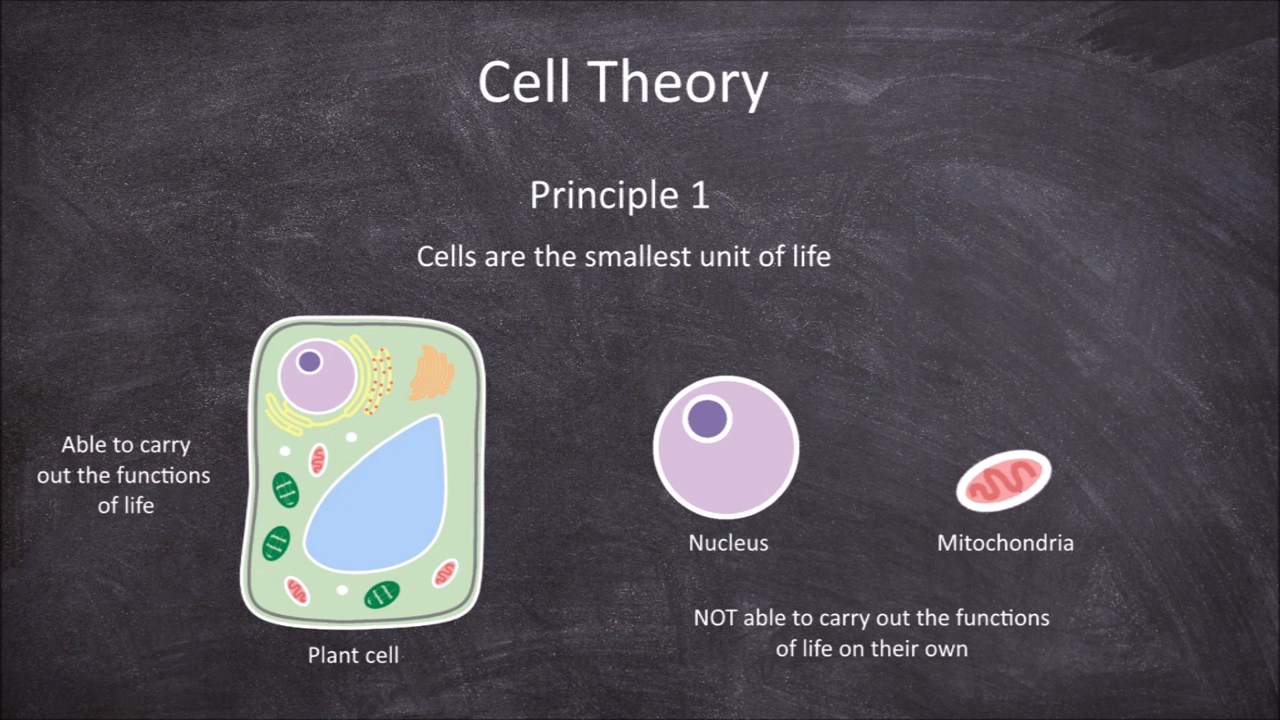 Cell Theory
Principle 1
Cells are the smallest unit of life
Able to carry
out the functions
of life
Plant cell
Nucleus
Mitochondria
NOT able to carry out the functions
of life on their own